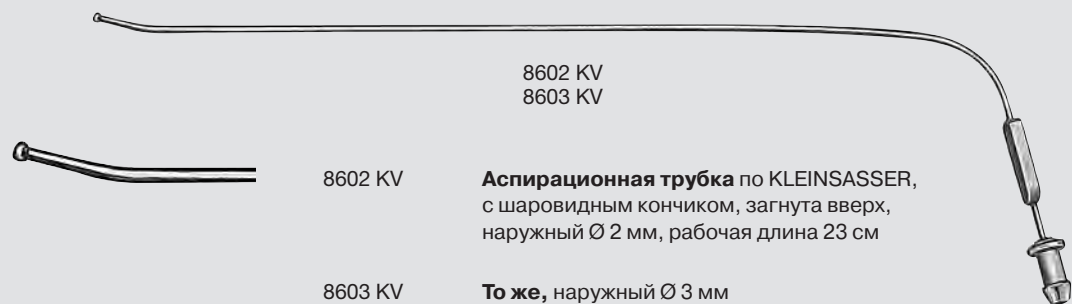 8602 KV
8603 KV
8602 KV Аспирационная трубка по KLEINSASSER,
с шаровидным кончиком, загнута вверх,
наружный Ø 2 мм, рабочая длина 23 см
8603 KV То же, наружный Ø 3 мм